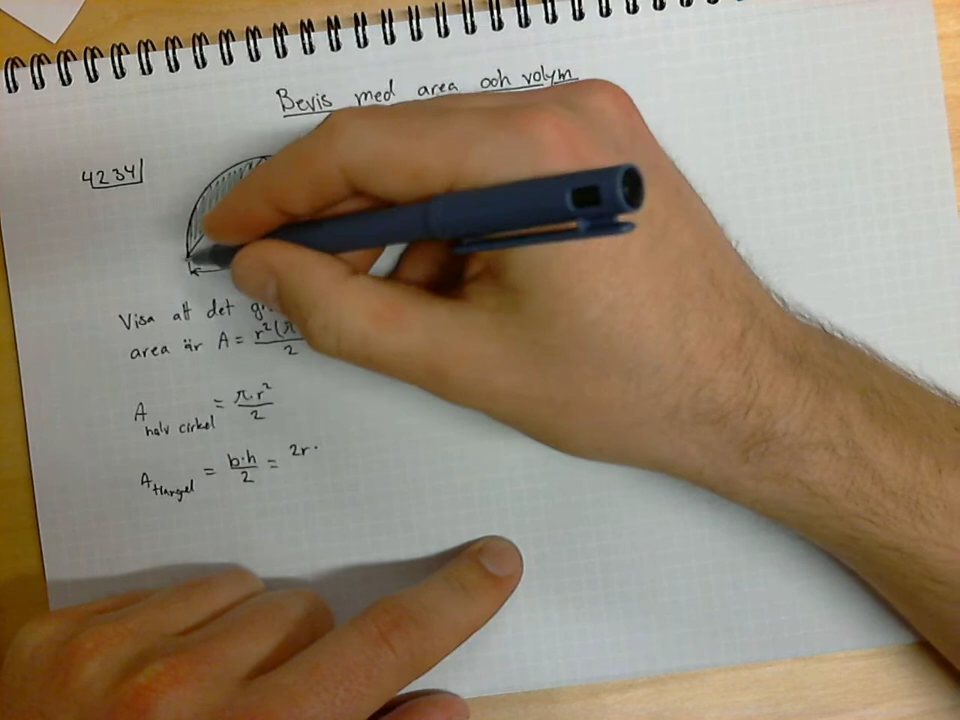 Bevis med area och volym
4234
Visa att det
area är A = r²(π / 2
A halv cirkel = π·r² / 2
A triangel = b·h / 2 = 2r·